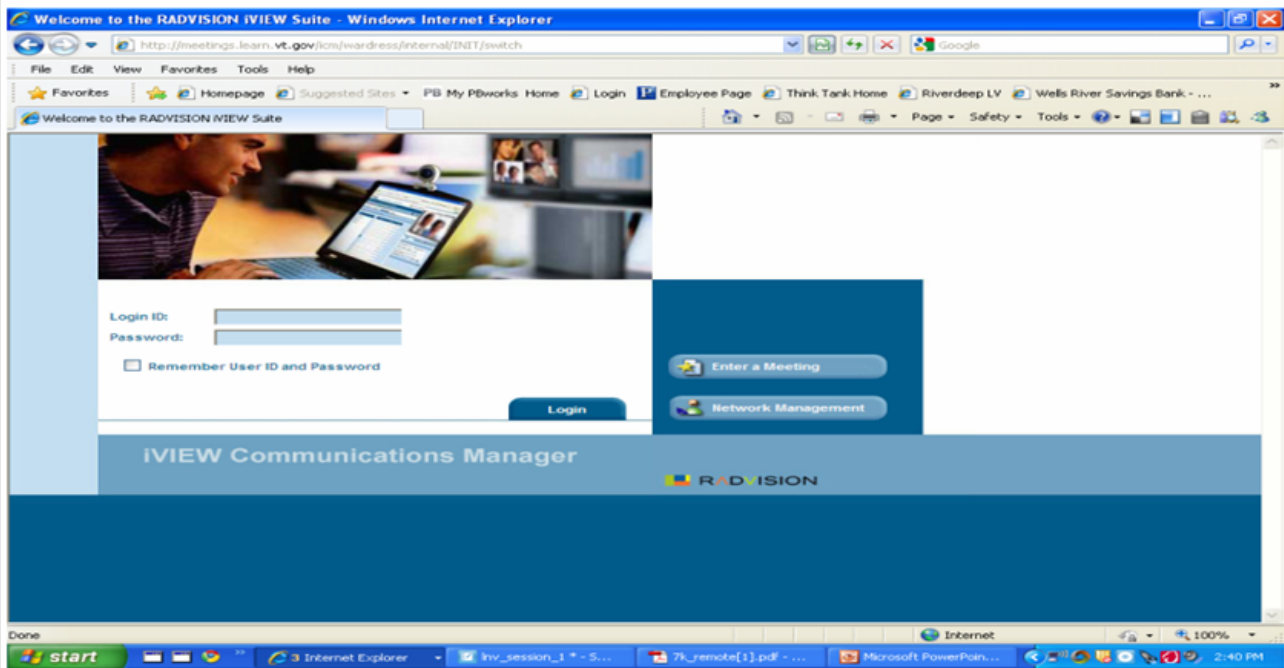 Welcome to the RADVISION iVIEW Suite - Windows Internet Explorer
http://meetings.learn.vt.gov/icm/wardress/internal/INIT/switch
Google
File Edit View Favorites Tools Help
Favorites Homepage Suggested Sites PB My PBworks Home Login Employee Page Think Tank Home Riverdeep LV Wells River Savings Bank - ... »
Welcome to the RADVISION iVIEW Suite Page Safety Tools
Login ID:
Password:
Remember User ID and Password
Enter a Meeting
Login
Network Management
iVIEW Communications Manager
RADVISION
Done Internet 100%
start » 3 Internet Explorer Inv_session_1 * - S... 7k_remote[1].pdf - ... Microsoft PowerPoin... 2:40 PM